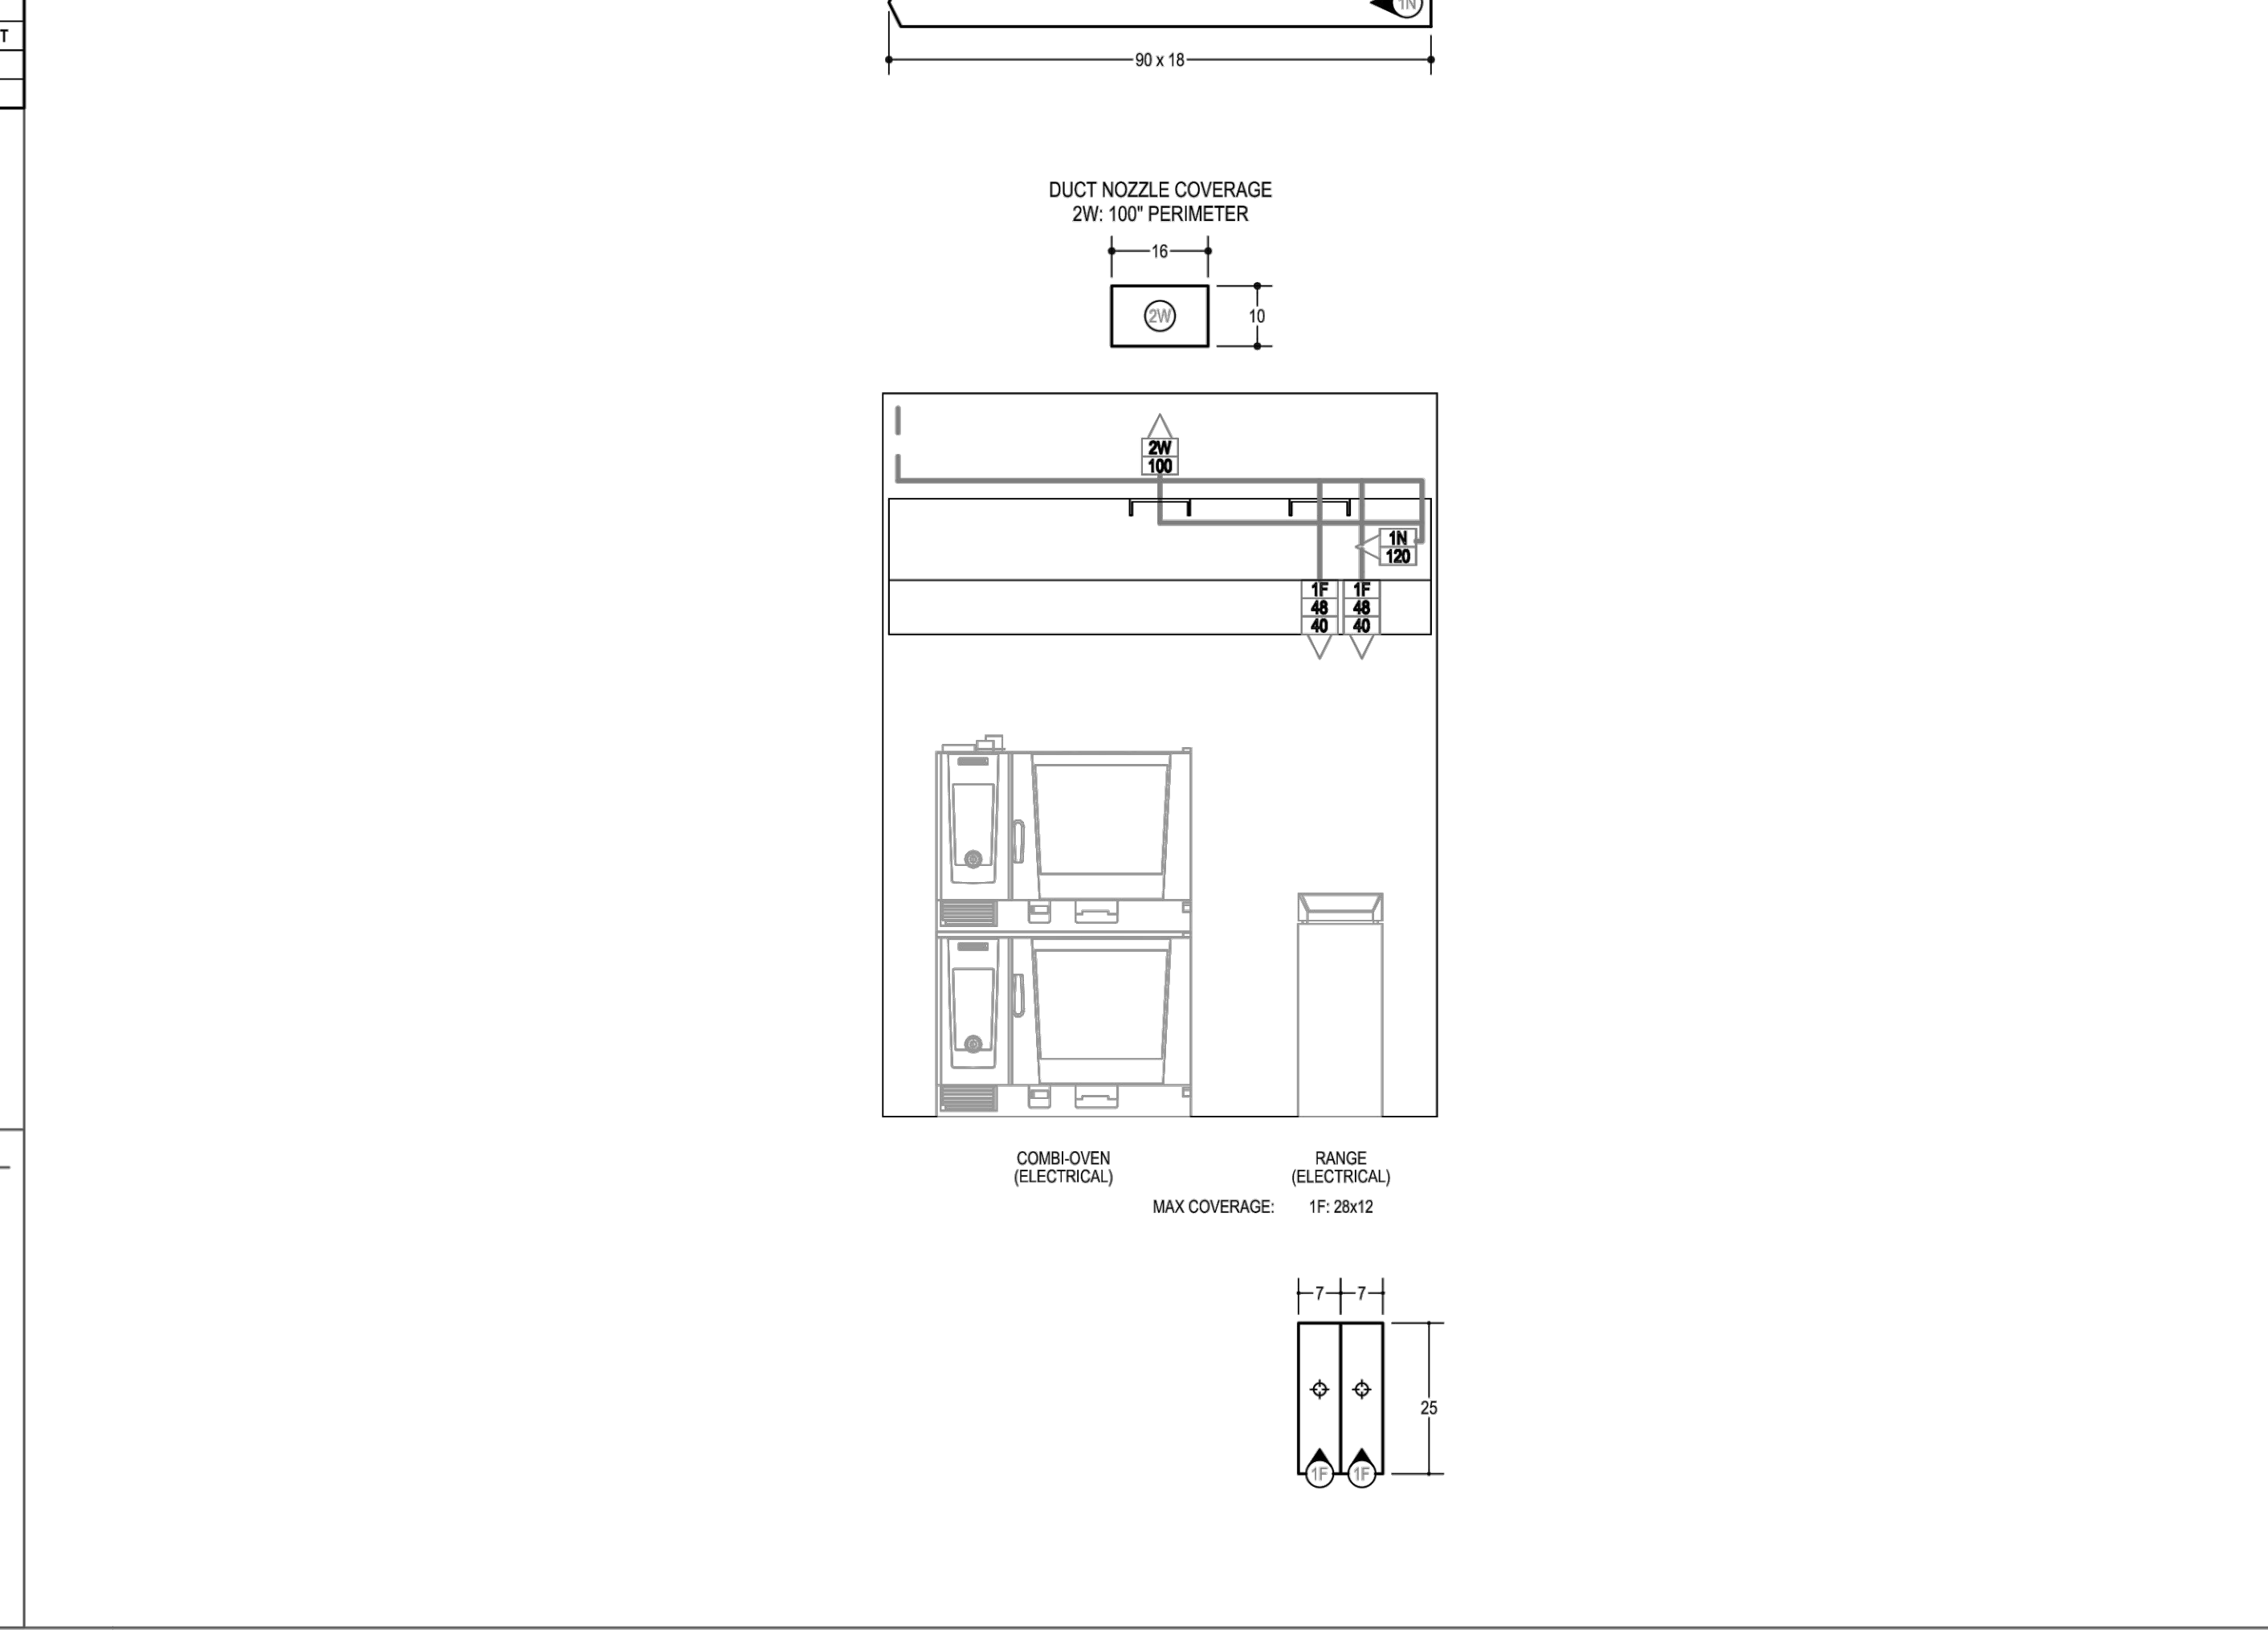 T
1N
90 x 18
DUCT NOZZLE COVERAGE
2W: 100" PERIMETER
16
2W
10
2W
100
1N
120
1F 1F
48 48
40 40
COMBI-OVEN
(ELECTRICAL)
RANGE
(ELECTRICAL)
MAX COVERAGE: 1F: 28x12
7 7
25
1F 1F